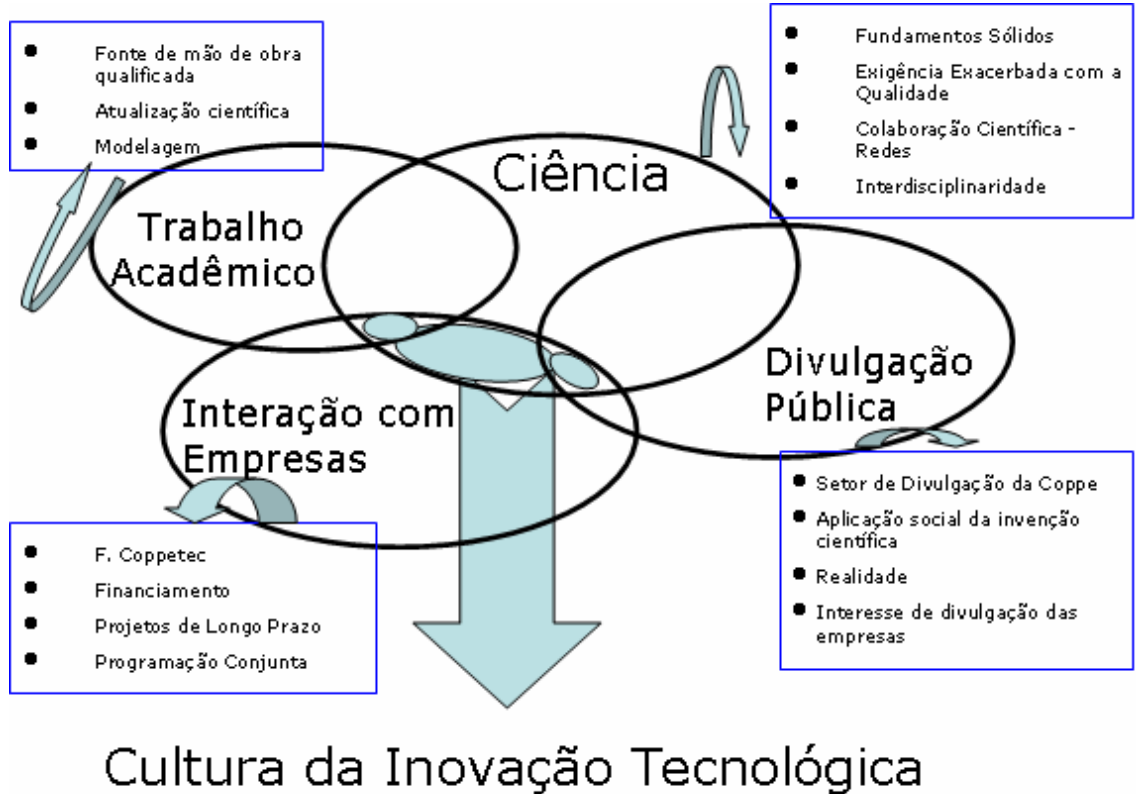 Fonte de mão de obra
qualificada
Atualização científica
Modelagem
Fundamentos Sólidos
Exigência Exacerbada com a
Qualidade
Colaboração Científica -
Redes
Interdisciplinaridade
Ciência
Trabalho
Acadêmico
Divulgação
Pública
Interação com
Empresas
Setor de Divulgação da Coppe
Aplicação social da invenção
científica
Realidade
Interesse de divulgação das
empresas
F. Coppetec
Financiamento
Projetos de Longo Prazo
Programação Conjunta
Cultura da Inovação Tecnológica